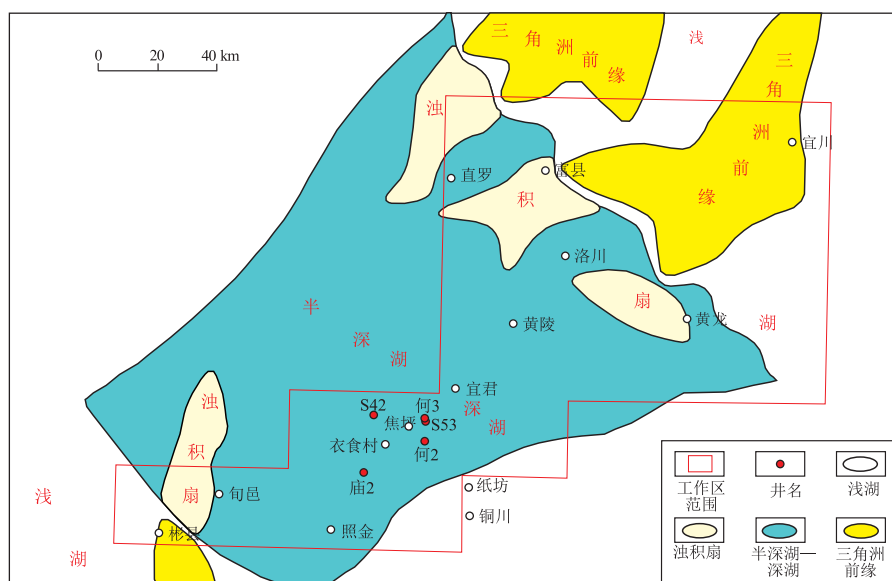 三角洲前缘
浅
三角洲前缘
0 20 40 km
浊
宜川
直罗
富县
积
洛川
扇
黄龙
湖
半深湖
黄陵
宜君
深湖
S42
何3
焦坪
S53
衣食村
何2
庙2
浊积扇
旬邑
纸坊
铜川
照金
浅
湖
彬县
工作区
范围
井名
浅湖
浊积扇
半深湖—
深湖
三角洲
前缘